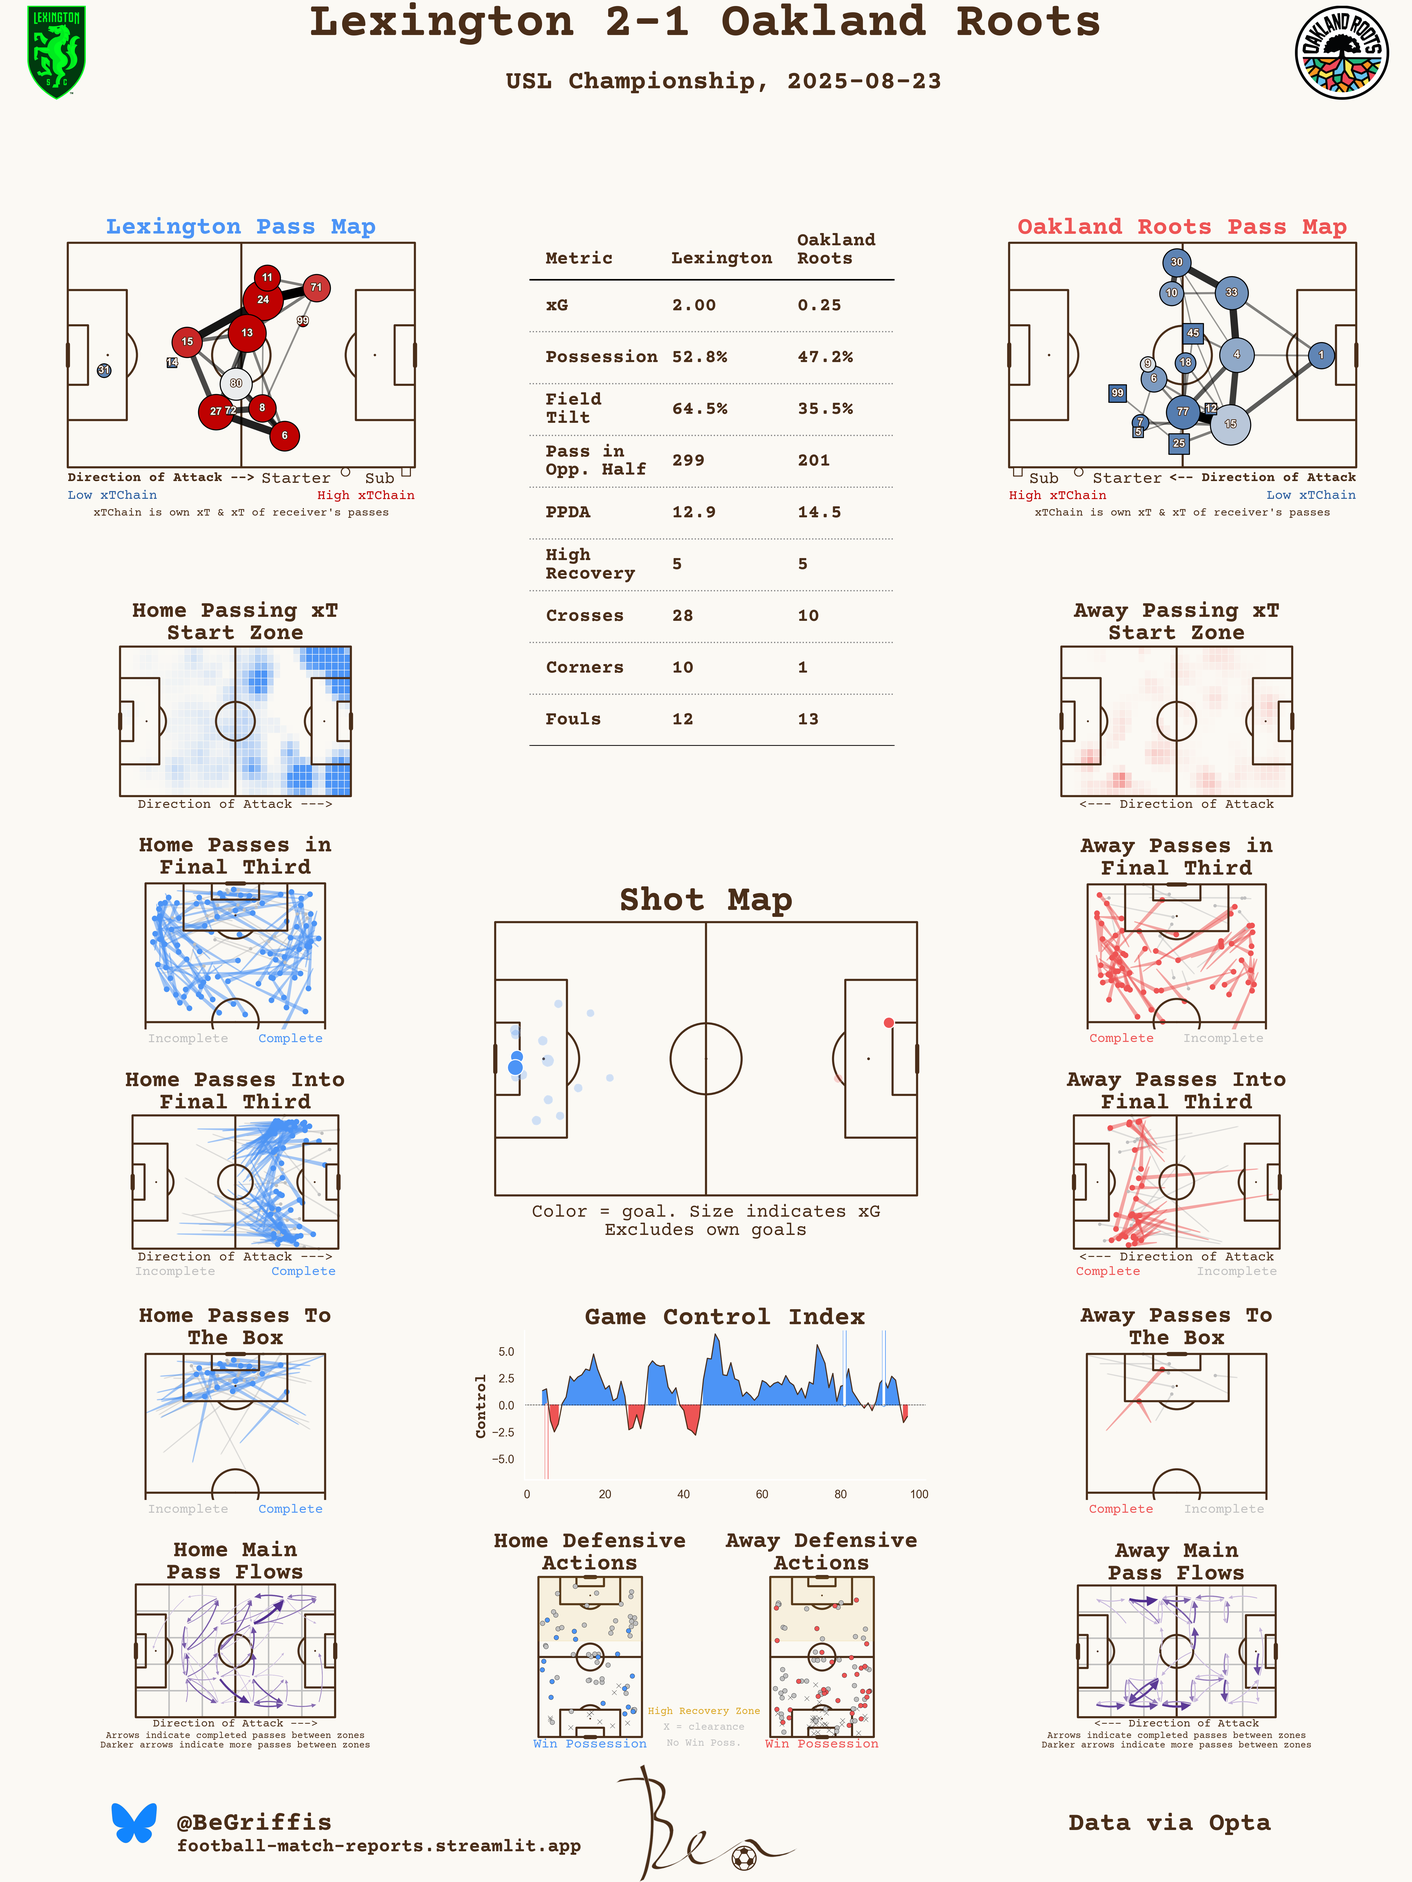 Lexington 2-1 Oakland Roots
USL Championship, 2025-08-23
LEXINGTON
S C
OAKLAND ROOTS
Lexington Pass Map
11
71
24
99
13
15
14
31
80
27
72
8
6
Direction of Attack --> Starter Sub
Low xTChain High xTChain
xTChain is own xT & xT of receiver's passes
Metric Lexington Oakland Roots
xG 2.00 0.25
Possession 52.8% 47.2%
Field Tilt 64.5% 35.5%
Pass in Opp. Half 299 201
PPDA 12.9 14.5
High Recovery 5 5
Crosses 28 10
Corners 10 1
Fouls 12 13
Oakland Roots Pass Map
30
10
33
45
4
1
9
18
6
99
77
12
7
15
5
25
Sub Starter <-- Direction of Attack
High xTChain Low xTChain
xTChain is own xT & xT of receiver's passes
Home Passing xT
Start Zone
Direction of Attack --->
Away Passing xT
Start Zone
<--- Direction of Attack
Home Passes in
Final Third
Incomplete Complete
Shot Map
Color = goal. Size indicates xG
Excludes own goals
Away Passes in
Final Third
Complete Incomplete
Home Passes Into
Final Third
Direction of Attack --->
Incomplete Complete
Away Passes Into
Final Third
<--- Direction of Attack
Complete Incomplete
Home Passes To
The Box
Incomplete Complete
Game Control Index
Control
5.0
2.5
0.0
−2.5
−5.0
0 20 40 60 80 100
Away Passes To
The Box
Complete Incomplete
Home Main
Pass Flows
Direction of Attack --->
Arrows indicate completed passes between zones
Darker arrows indicate more passes between zones
Home Defensive
Actions
Win Possession
High Recovery Zone
X = clearance
No Win Poss.
Away Defensive
Actions
Win Possession
Away Main
Pass Flows
<--- Direction of Attack
Arrows indicate completed passes between zones
Darker arrows indicate more passes between zones
@BeGriffis
football-match-reports.streamlit.app
Ben
Data via Opta